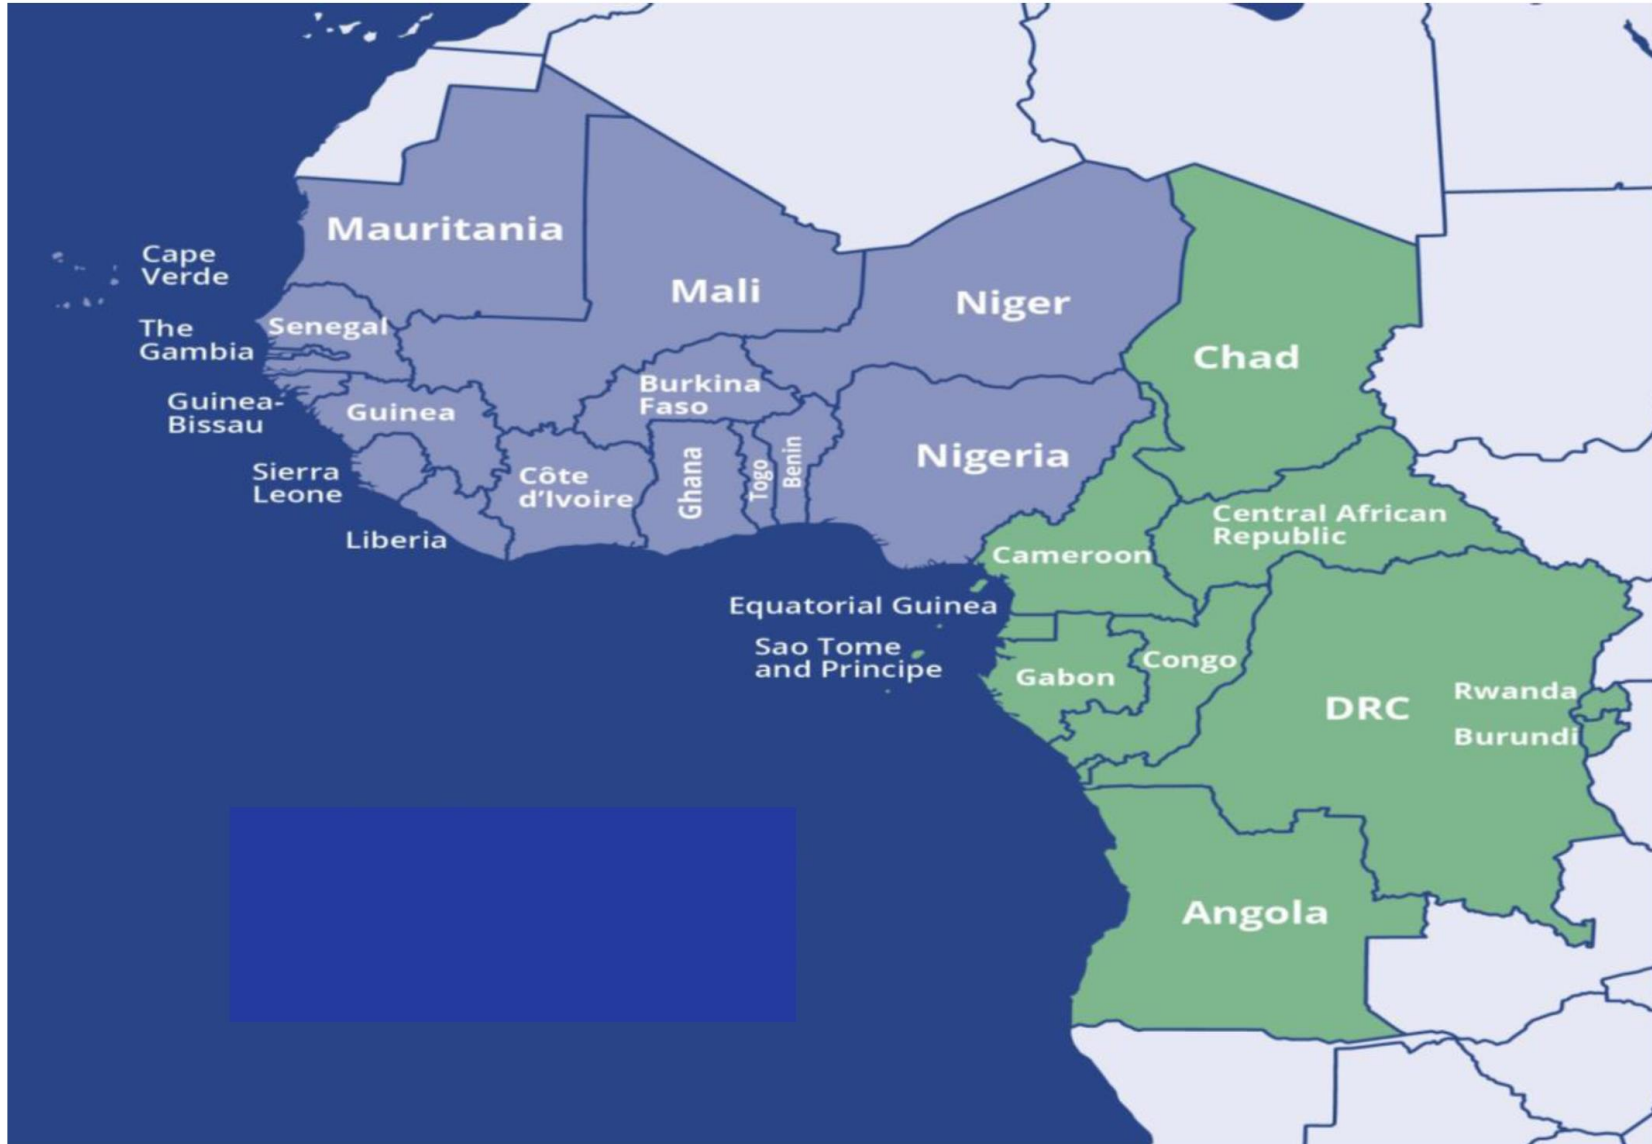 Mauritania
Cape
Verde
Mali
Niger
Senegal
The
Gambia
Chad
Burkina
Faso
Guinea-
Bissau
Guinea
Nigeria
Ghana
Togo
Benin
Sierra
Leone
Côte
d'Ivoire
Central African
Republic
Liberia
Cameroon
Equatorial Guinea
Sao Tome
and Principe
Congo
Gabon
Rwanda
DRC
Burundi
Angola